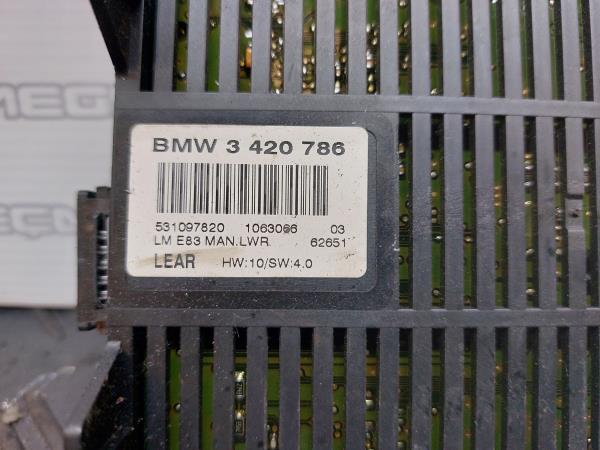 BMW 3 420 786
531097820 1063066 03
LM E83 MAN.LWR 62651
LEAR HW:10/SW:4.0